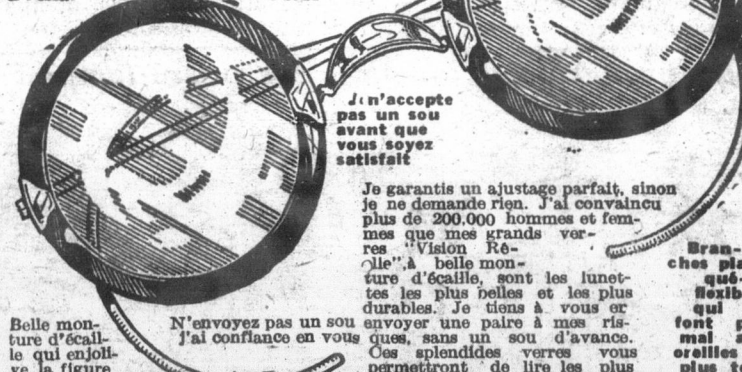 J'n'accepte
pas un sou
avant que
vous soyez
satisfait
Je garantis un ajustage parfait, sinon
je ne demande rien. J'ai convaincu
plus de 200,000 hommes et fem-
mes que mes grands ver-
res "Vision Ré-
olle", à belle mon-
ture d'écaille, sont les lunet-
tes les plus belles et les plus
durables. Je tiens à vous en
envoyer une paire à mes ris-
ques, sans un sou d'avance.
Ces splendides verres vous
permettront de lire les plus
N'envoyez pas un sou
j'ai confiance en vous
Belle mon-
ture d'écail-
le qui enjoli-
ve la figure
Bran-
ches pla
qué-
flexib
qui
font p
mal a
oreilles
plus te